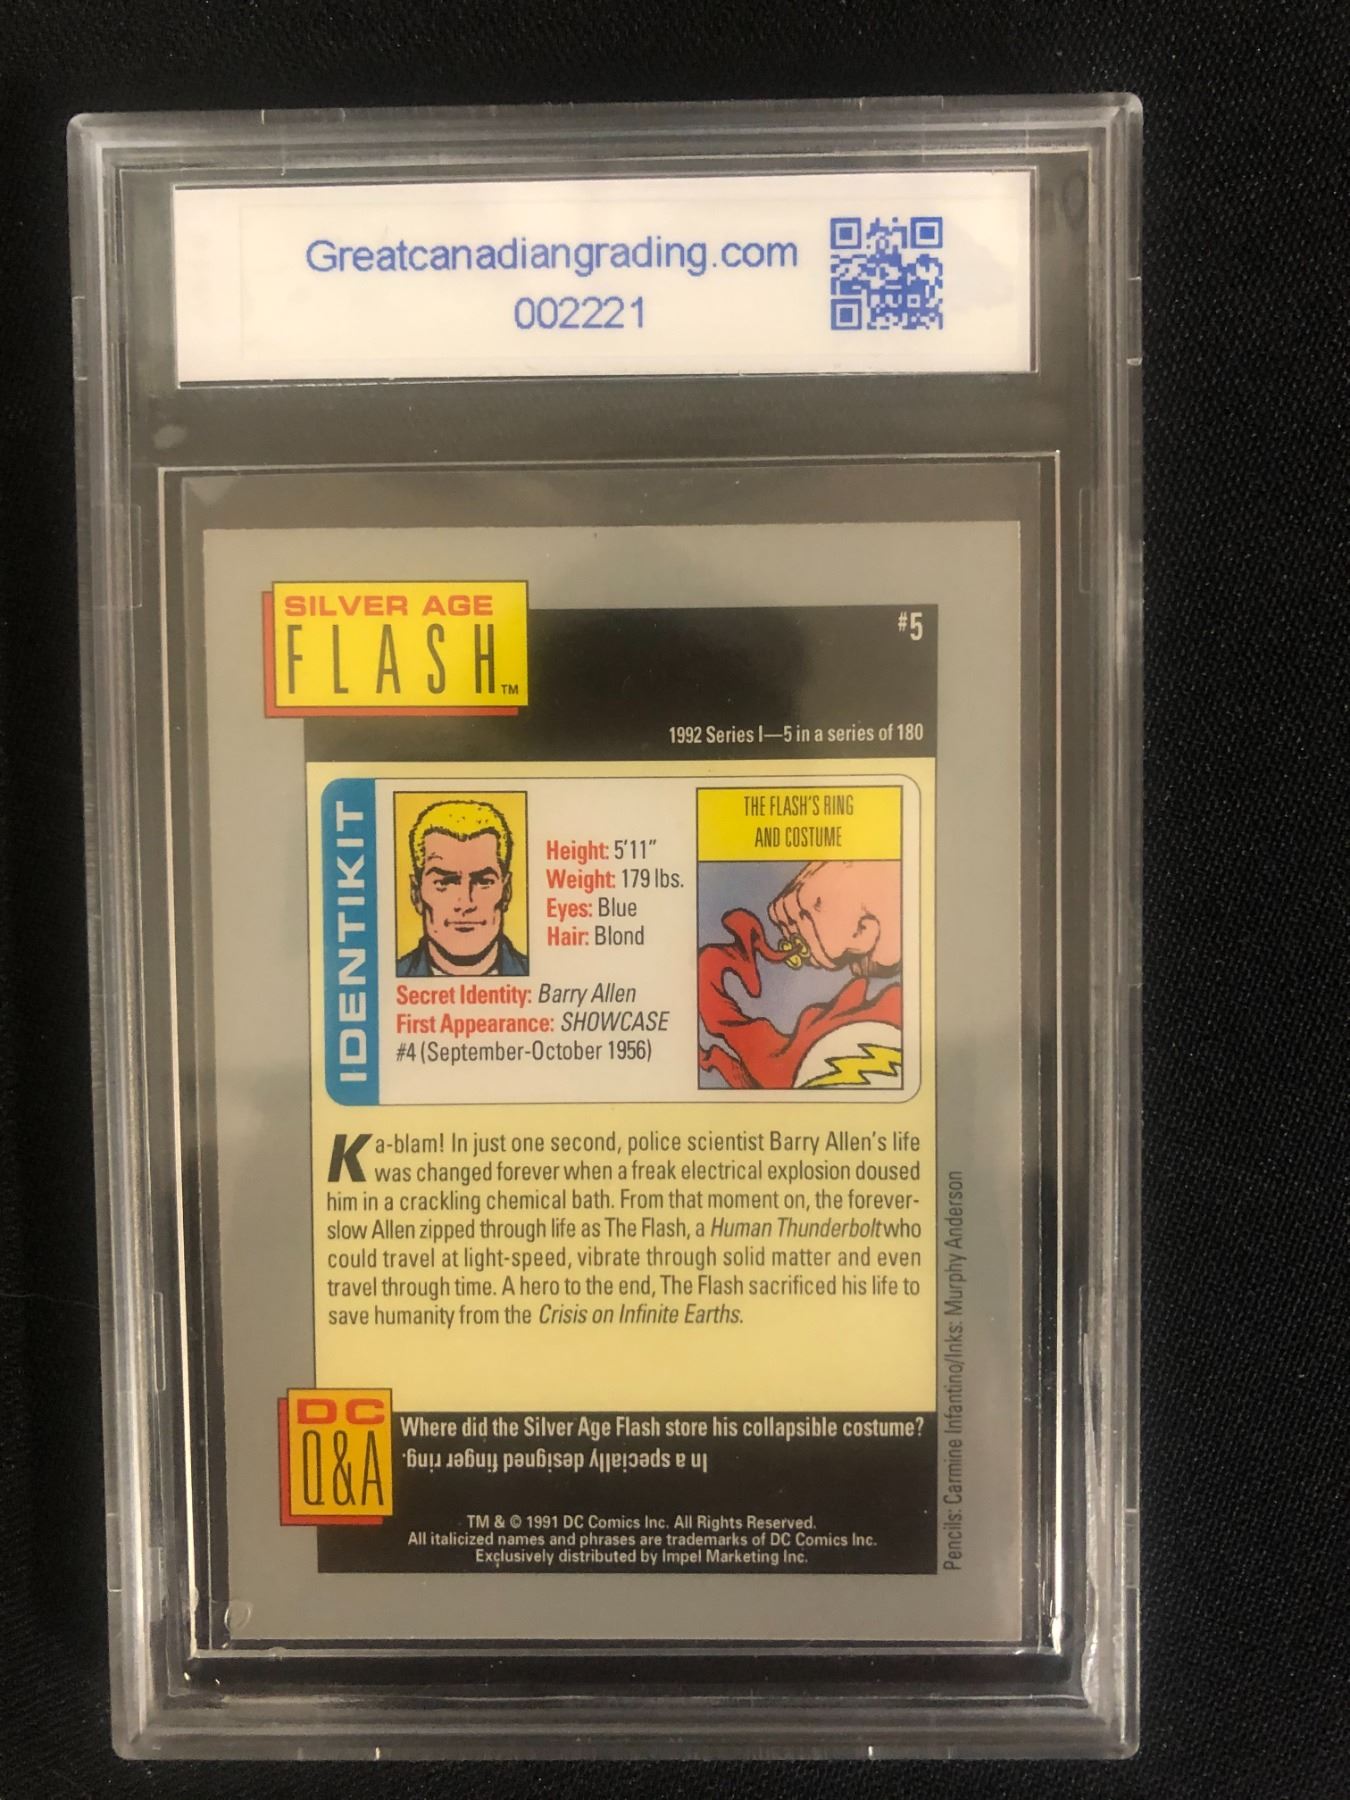 Greatcanadiangrading.com
002221
SILVER AGE
FLASH™
#5
1992 Series I—5 in a series of 180
IDENTIKIT
Height: 5'11"
Weight: 179 lbs.
Eyes: Blue
Hair: Blond
Secret Identity: Barry Allen
First Appearance: SHOWCASE
#4 (September-October 1956)
THE FLASH'S RING
AND COSTUME
Ka-blam! In just one second, police scientist Barry Allen's life
was changed forever when a freak electrical explosion doused
him in a crackling chemical bath. From that moment on, the forever-
slow Allen zipped through life as The Flash, a Human Thunderbolt who
could travel at light-speed, vibrate through solid matter and even
travel through time. A hero to the end, The Flash sacrificed his life to
save humanity from the Crisis on Infinite Earths.
Pencils: Carmine Infantino/Inks: Murphy Anderson
DC
Q&A
Where did the Silver Age Flash store his collapsible costume?
In a specially designed finger ring.
TM & © 1991 DC Comics Inc. All Rights Reserved.
All italicized names and phrases are trademarks of DC Comics Inc.
Exclusively distributed by Impel Marketing Inc.